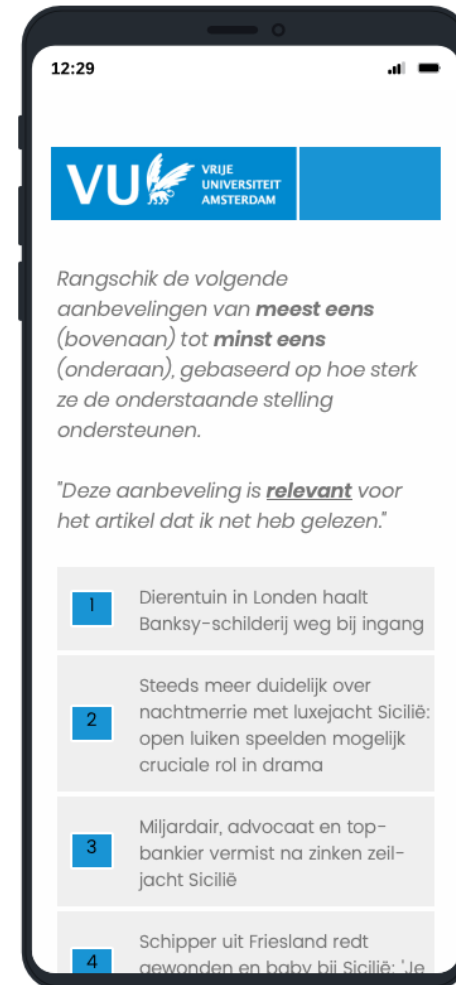 12:29
VU VRIJE
UNIVERSITEIT
AMSTERDAM
Rangschik de volgende
aanbevelingen van meest eens
(bovenaan) tot minst eens
(onderaan), gebaseerd op hoe sterk
ze de onderstaande stelling
ondersteunen.
"Deze aanbeveling is relevant voor
het artikel dat ik net heb gelezen."
1
Dierentuin in Londen haalt
Banksy-schilderij weg bij ingang
2
Steeds meer duidelijk over
nachtmerrie met luxejacht Sicilië:
open luiken speelden mogelijk
cruciale rol in drama
3
Miljardair, advocaat en top-
bankier vermist na zinken zeil-
jacht Sicilië
4
Schipper uit Friesland redt
gewonden en baby bij Sicilië: 'Je